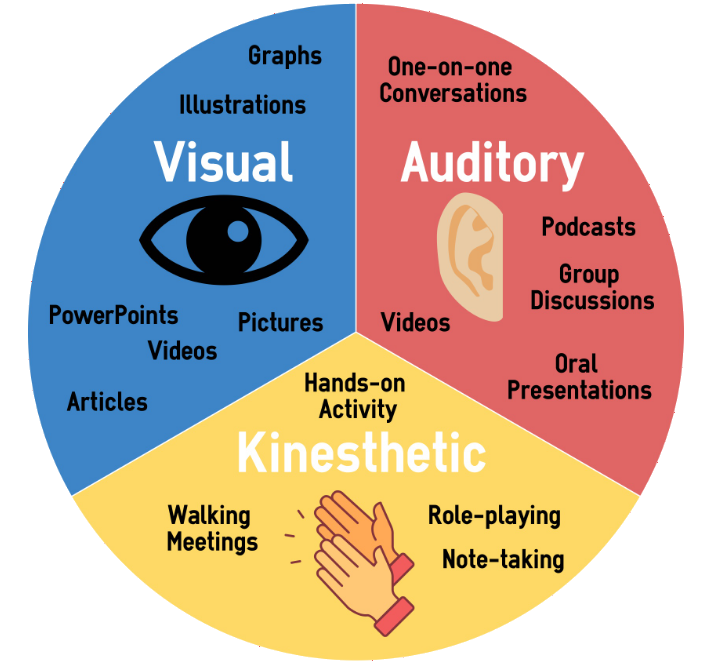 Graphs
Illustrations
Visual
PowerPoints
Pictures
Videos
Articles
One-on-one
Conversations
Auditory
Podcasts
Group
Discussions
Videos
Oral
Presentations
Hands-on
Activity
Kinesthetic
Walking
Meetings
Role-playing
Note-taking